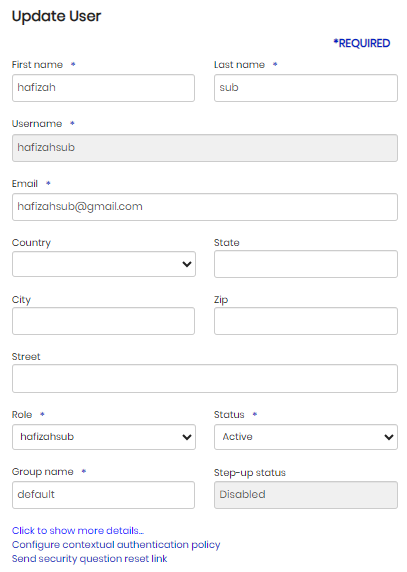 Update User
*REQUIRED
First name *
Last name *
hafizah
sub
Username *
hafizahsub
Email *
hafizahsub@gmail.com
Country
State
City
Zip
Street
Role *
Status *
hafizahsub
Active
Group name *
Step-up status
default
Disabled
Click to show more details...
Configure contextual authentication policy
Send security question reset link